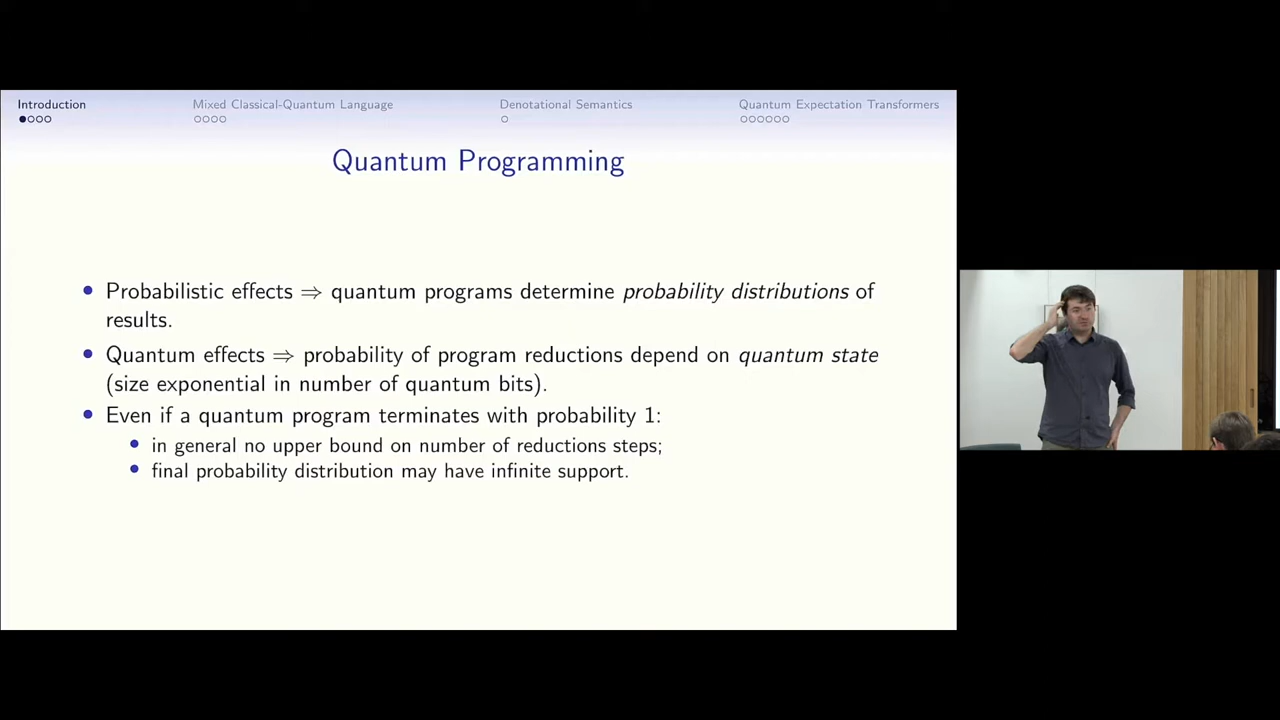 Introduction
Mixed Classical-Quantum Language
Denotational Semantics
Quantum Expectation Transformers
Quantum Programming
• Probabilistic effects ⇒ quantum programs determine probability distributions of
results.
• Quantum effects ⇒ probability of program reductions depend on quantum state
(size exponential in number of quantum bits).
• Even if a quantum program terminates with probability 1:
• in general no upper bound on number of reductions steps;
• final probability distribution may have infinite support.